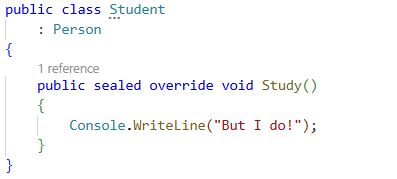 public class Student
    : Person
{
    1 reference
    public sealed override void Study()
    {
        Console.WriteLine("But I do!");
    }
}